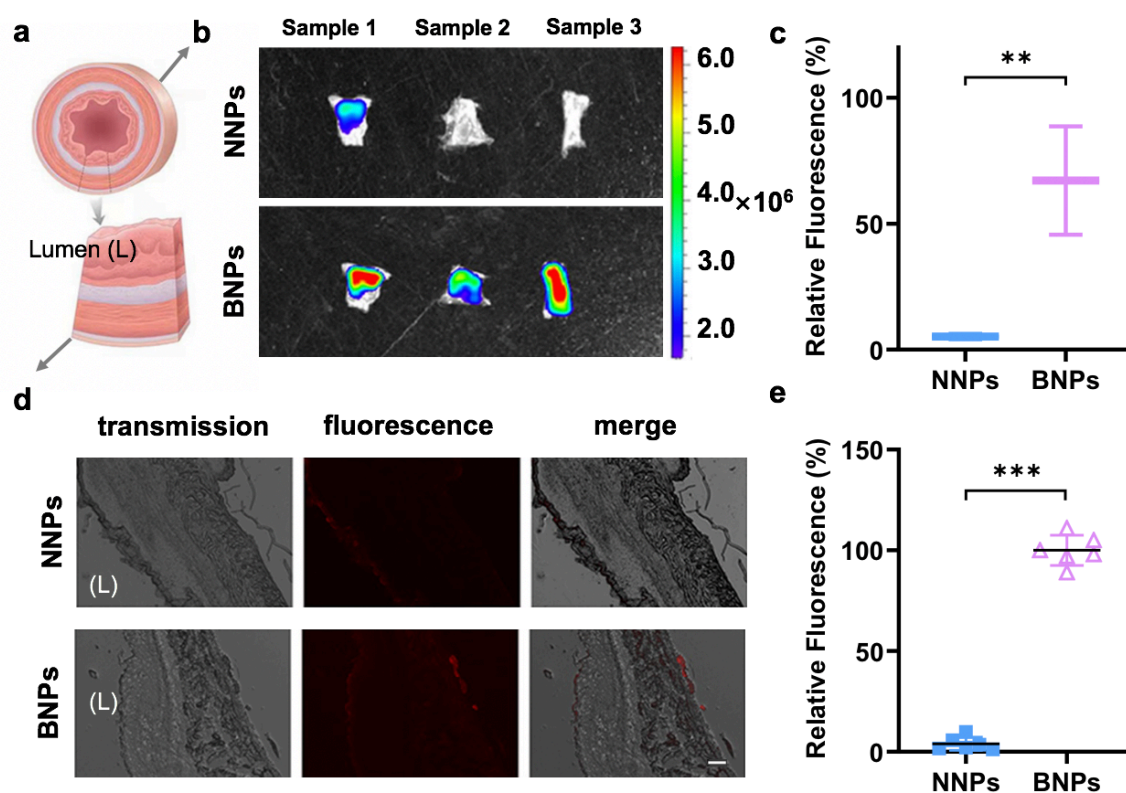 a
Lumen (L)
b
Sample 1 Sample 2 Sample 3
NNPs
BNPs
6.0
5.0
4.0
×10⁶
3.0
2.0
c
Relative Fluorescence (%)
100
50
0
**
NNPs BNPs
d
transmission fluorescence merge
NNPs
(L)
BNPs
(L)
e
Relative Fluorescence (%)
150
100
50
0
***
NNPs BNPs